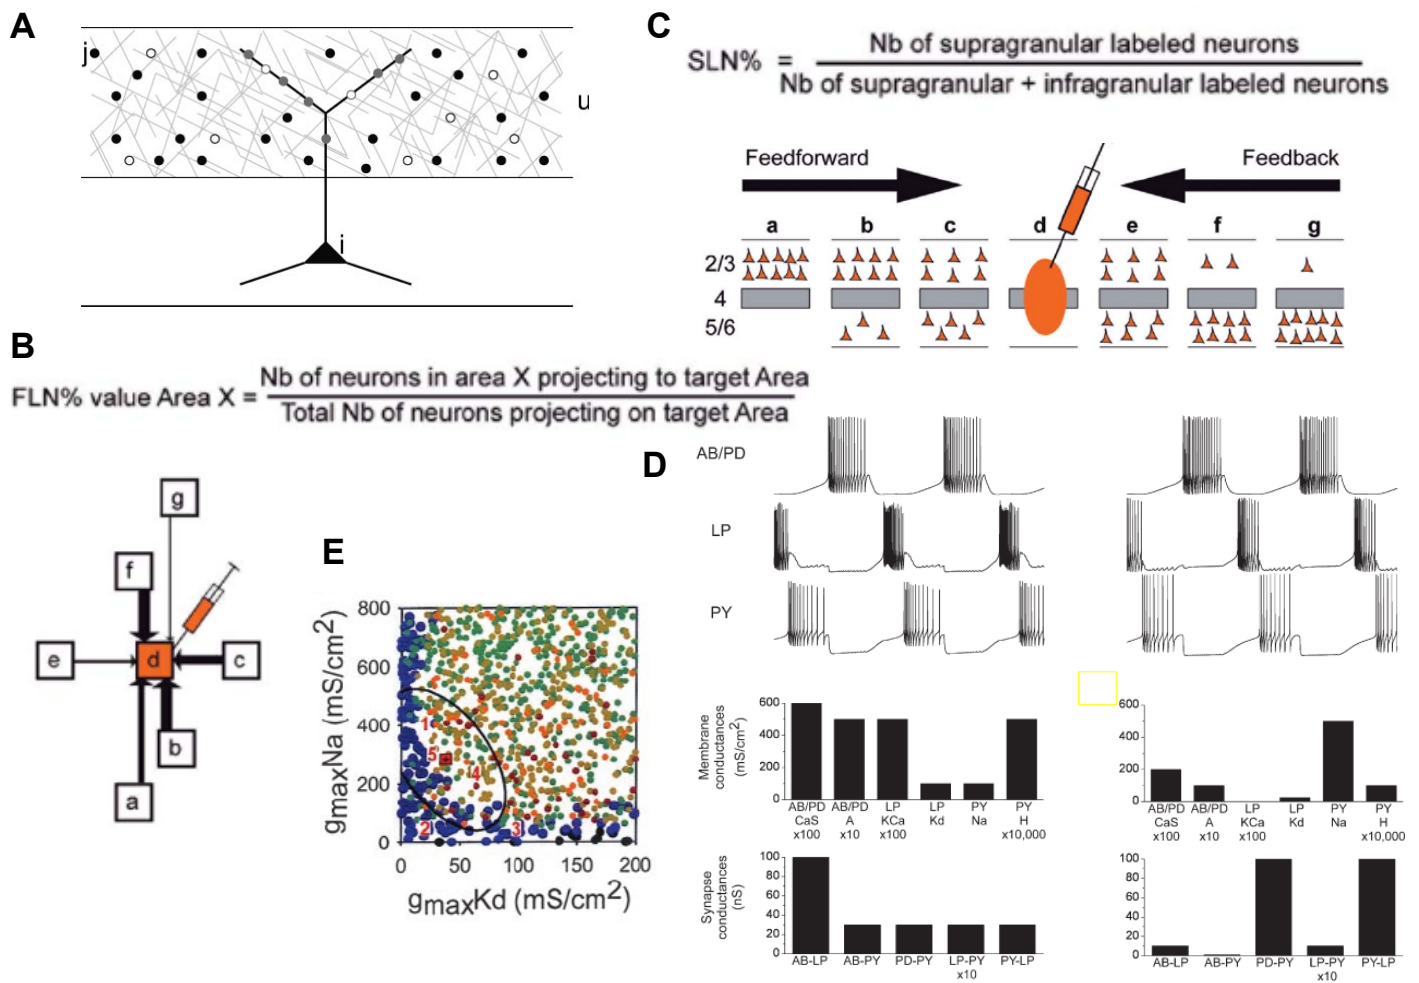 A
j
u
i
B
FLN% value Area X = Nb of neurons in area X projecting to target Area
Total Nb of neurons projecting on target Area
g
f
e
d
c
b
a
C
SLN% = Nb of supragranular labeled neurons
Nb of supragranular + infragranular labeled neurons
Feedforward
Feedback
a b c d e f g
2/3
4
5/6
D
AB/PD
LP
PY
Membrane
conductances
(mS/cm²)
600
400
200
0
AB/PD AB/PD LP LP PY PY
CaS A KCa Kd Na H
x100 x10 x100 x10,000
600
400
200
0
AB/PD AB/PD LP LP PY PY
CaS A KCa Kd Na H
x100 x10 x100 x10,000
Synapse
conductances
(nS)
100
80
60
40
20
0
AB-LP AB-PY PD-PY LP-PY PY-LP
x10
100
80
60
40
20
0
AB-LP AB-PY PD-PY LP-PY PY-LP
x10
E
gmaxNa (mS/cm²)
800
600
400
200
0
1
5
4
2
3
0 50 100 150 200
gmaxKd (mS/cm²)